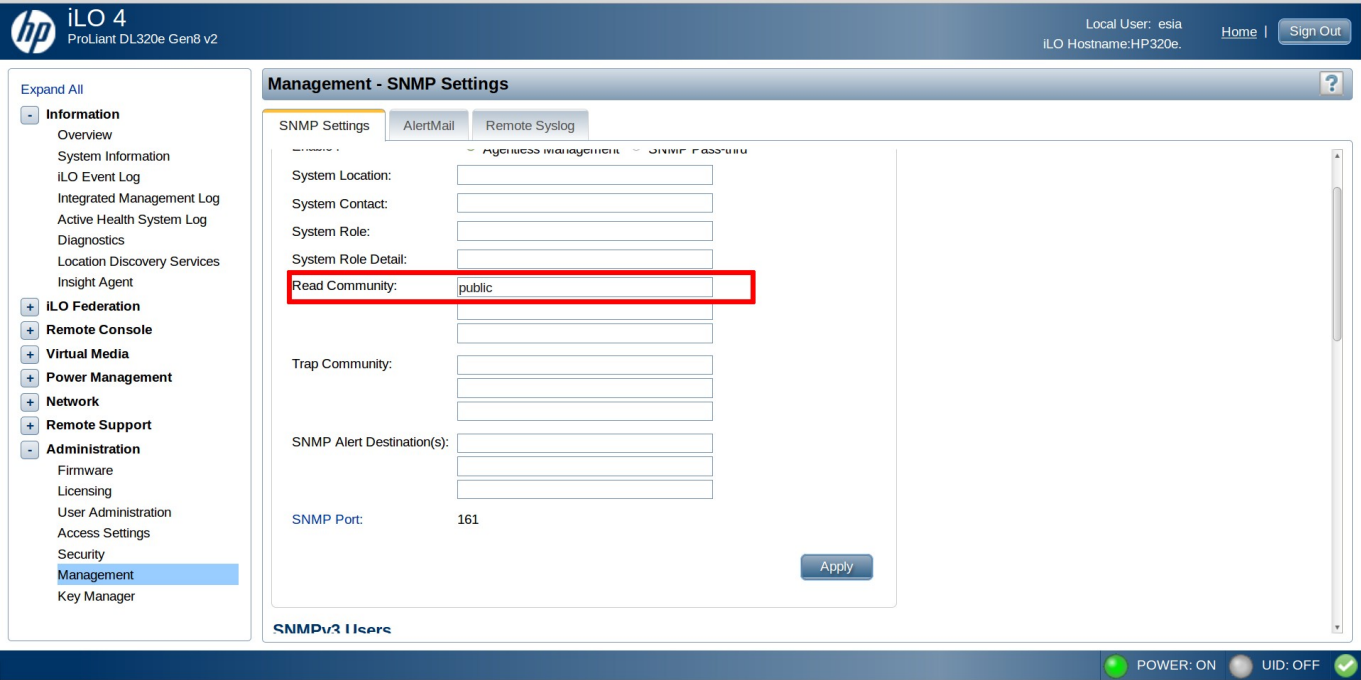 hp
iLO 4
ProLiant DL320e Gen8 v2
Local User: esia
iLO Hostname:HP320e.
Home | Sign Out
Expand All
- Information
Overview
System Information
iLO Event Log
Integrated Management Log
Active Health System Log
Diagnostics
Location Discovery Services
Insight Agent
+ iLO Federation
+ Remote Console
+ Virtual Media
+ Power Management
+ Network
+ Remote Support
- Administration
Firmware
Licensing
User Administration
Access Settings
Security
Management
Key Manager
Management - SNMP Settings ?
SNMP Settings AlertMail Remote Syslog
Agentless Management SNMP Pass-thru
System Location:
System Contact:
System Role:
System Role Detail:
Read Community: public
Trap Community:
SNMP Alert Destination(s):
SNMP Port: 161
Apply
SNMPv3 Users
POWER: ON UID: OFF